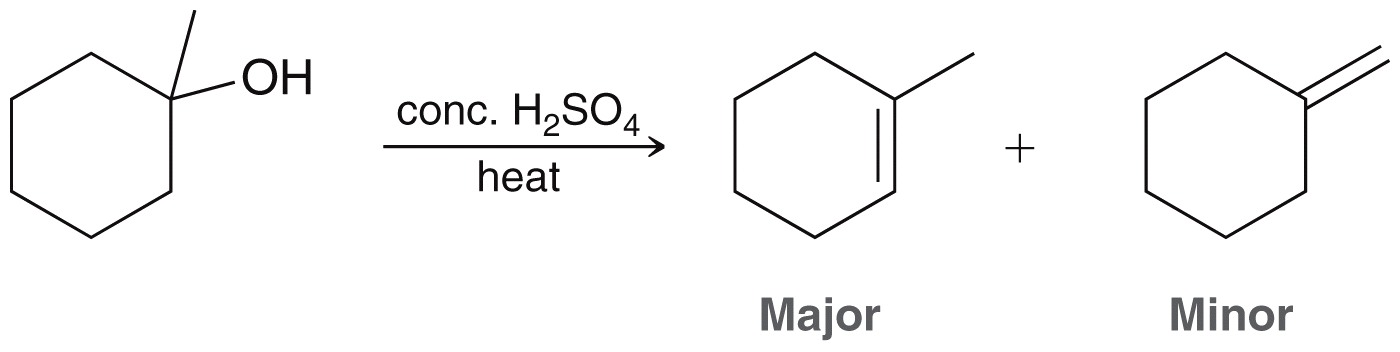 OH
conc. H₂SO₄
heat
+
Major
Minor